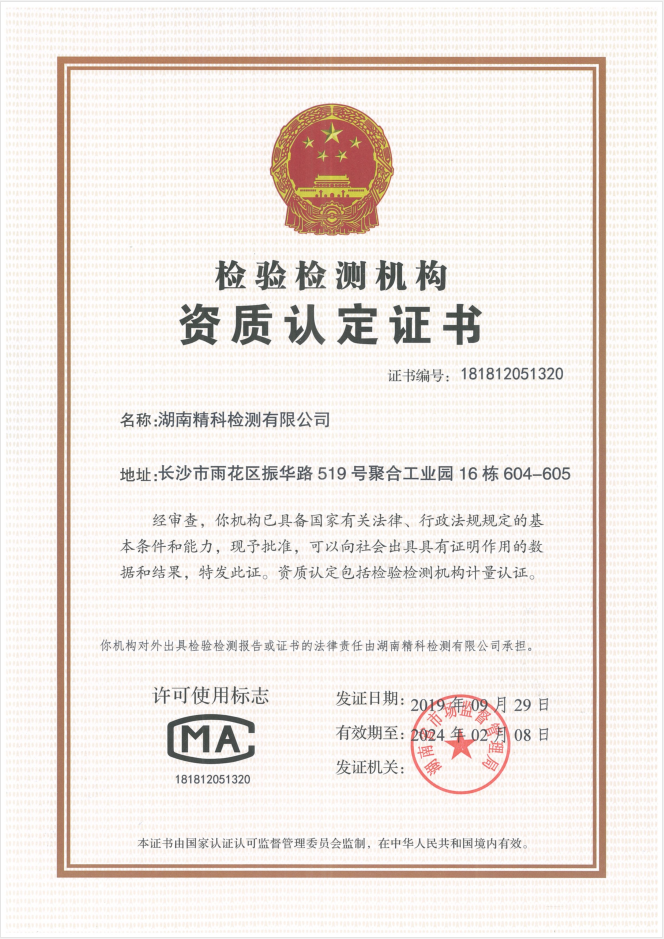 检验检测机构
资质认定证书
证书编号：181812051320
名称:湖南精科检测有限公司
地址:长沙市雨花区振华路 519 号聚合工业园 16 栋 604-605
经审查，你机构已具备国家有关法律、行政法规规定的基
本条件和能力，现予批准，可以向社会出具具有证明作用的数
据和结果，特发此证。资质认定包括检验检测机构计量认证。
你机构对外出具检验检测报告或证书的法律责任由湖南精科检测有限公司承担。
许可使用标志
MA
181812051320
发证日期：2019 年 09 月 29 日
有效期至：2024 年 02 月 08 日
发证机关：
湖南省市场监督管理局
本证书由国家认证认可监督管理委员会监制，在中华人民共和国境内有效。